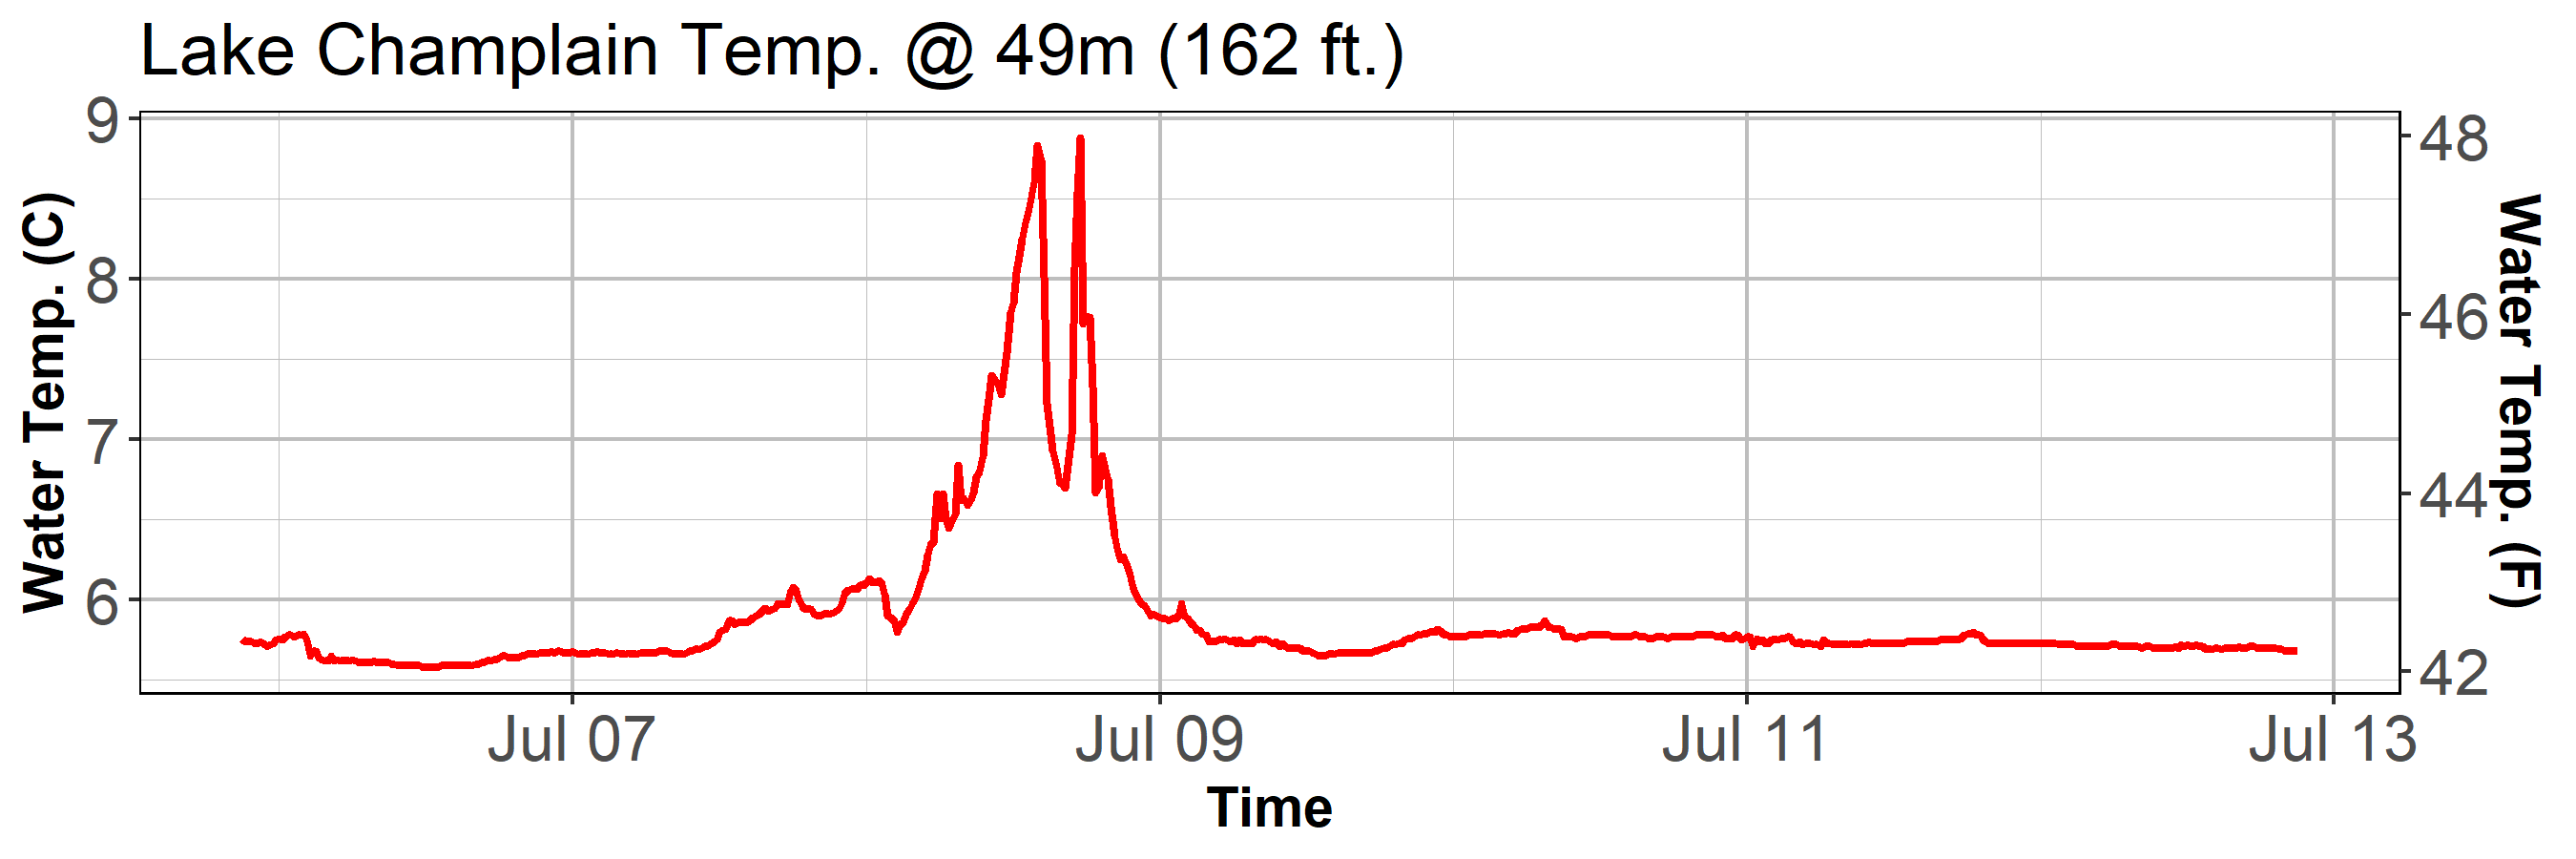 Lake Champlain Temp. @ 49m (162 ft.)
Water Temp. (C)
9
8
7
6
48
46
44
42
Water Temp. (F)
Jul 07
Jul 09
Jul 11
Jul 13
Time